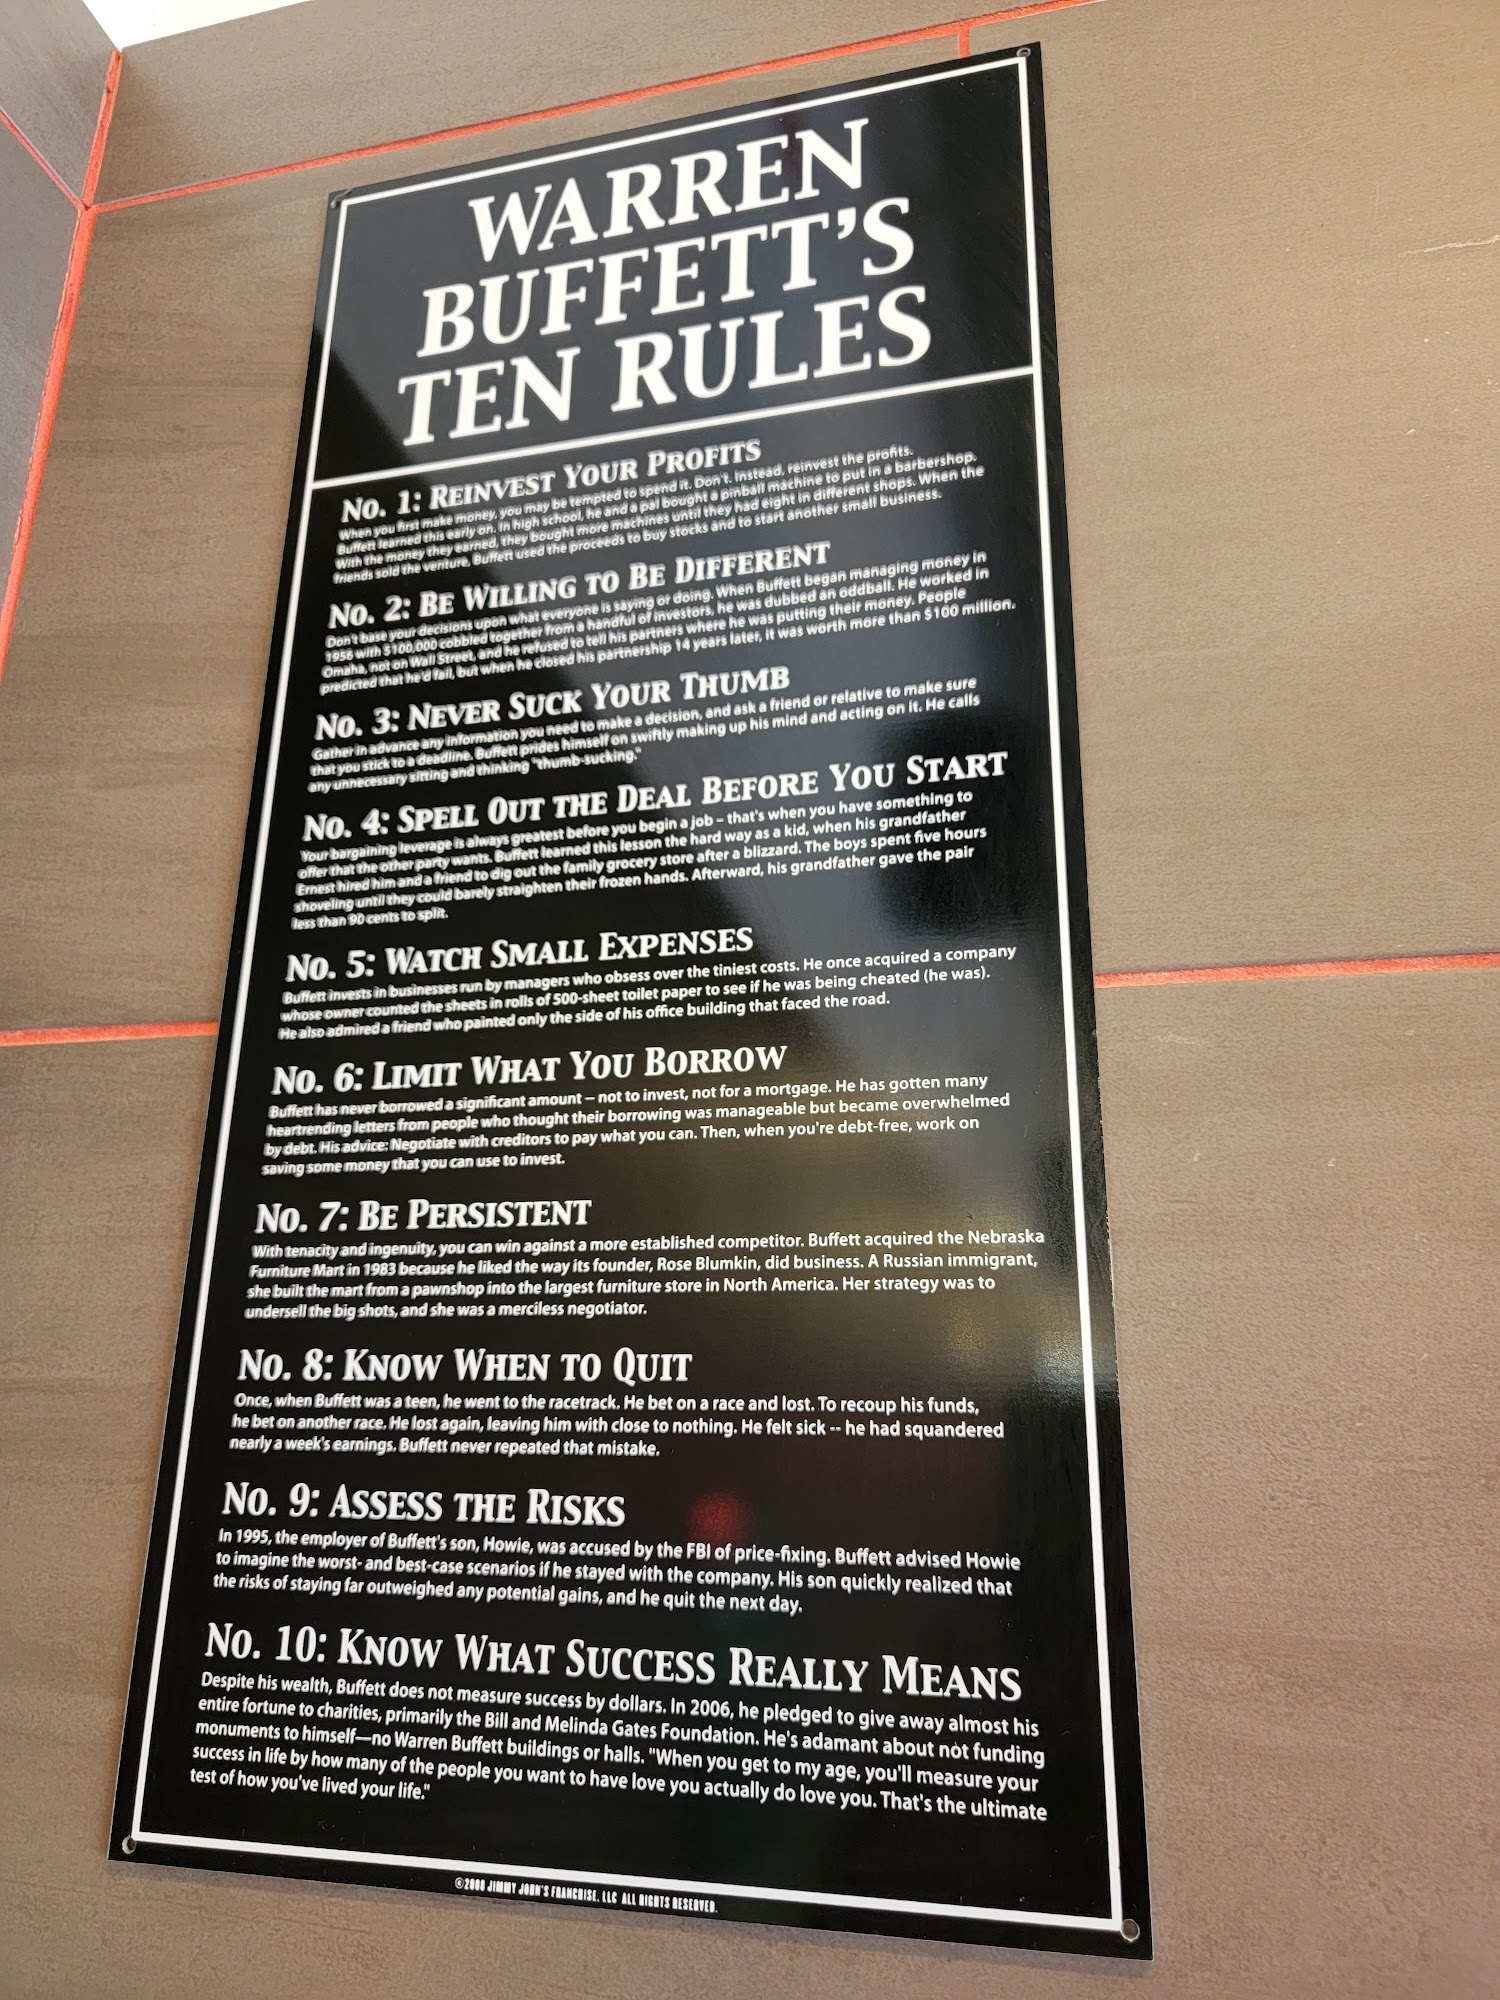 WARREN
BUFFETT'S
TEN RULES
No. 1: Reinvest Your Profits
When you first make money, you may be tempted to spend it. Don't. Instead, reinvest the profits.
Buffett learned this early on. In high school, he and a pal bought a pinball machine to put in a barbershop.
With the money they earned, they bought more machines until they had eight in different shops. When the
friends sold the venture, Buffett used the proceeds to buy stocks and to start another small business.
No. 2: Be Willing to Be Different
Don't base your decisions upon what everyone is saying or doing. When Buffett began managing money in
1956 with $100,000 cobbled together from a handful of investors, he was dubbed an oddball. He worked in
Omaha, not on Wall Street, and he refused to tell his partners where he was putting their money. People
predicted that he'd fail, but when he closed his partnership 14 years later, it was worth more than $100 million.
No. 3: Never Suck Your Thumb
Gather in advance any information you need to make a decision, and ask a friend or relative to make sure
that you stick to a deadline. Buffett prides himself on swiftly making up his mind and acting on it. He calls
any unnecessary sitting and thinking "thumb-sucking."
No. 4: Spell Out the Deal Before You Start
Your bargaining leverage is always greatest before you begin a job – that's when you have something to
offer that the other party wants. Buffett learned this lesson the hard way as a kid, when his grandfather
Ernest hired him and a friend to dig out the family grocery store after a blizzard. The boys spent five hours
shoveling until they could barely straighten their frozen hands. Afterward, his grandfather gave the pair
less than 90 cents to split.
No. 5: Watch Small Expenses
Buffett invests in businesses run by managers who obsess over the tiniest costs. He once acquired a company
whose owner counted the sheets in rolls of 500-sheet toilet paper to see if he was being cheated (he was).
He also admired a friend who painted only the side of his office building that faced the road.
No. 6: Limit What You Borrow
Buffett has never borrowed a significant amount – not to invest, not for a mortgage. He has gotten many
heartrending letters from people who thought their borrowing was manageable but became overwhelmed
by debt. His advice: Negotiate with creditors to pay what you can. Then, when you're debt-free, work on
saving some money that you can use to invest.
No. 7: Be Persistent
With tenacity and ingenuity, you can win against a more established competitor. Buffett acquired the Nebraska
Furniture Mart in 1983 because he liked the way its founder, Rose Blumkin, did business. A Russian immigrant,
she built the mart from a pawnshop into the largest furniture store in North America. Her strategy was to
undersell the big shots, and she was a merciless negotiator.
No. 8: Know When to Quit
Once, when Buffett was a teen, he went to the racetrack. He bet on a race and lost. To recoup his funds,
he bet on another race. He lost again, leaving him with close to nothing. He felt sick -- he had squandered
nearly a week's earnings. Buffett never repeated that mistake.
No. 9: Assess the Risks
In 1995, the employer of Buffett's son, Howie, was accused by the FBI of price-fixing. Buffett advised Howie
to imagine the worst- and best-case scenarios if he stayed with the company. His son quickly realized that
the risks of staying far outweighed any potential gains, and he quit the next day.
No. 10: Know What Success Really Means
Despite his wealth, Buffett does not measure success by dollars. In 2006, he pledged to give away almost his
entire fortune to charities, primarily the Bill and Melinda Gates Foundation. He's adamant about not funding
monuments to himself—no Warren Buffett buildings or halls. "When you get to my age, you'll measure your
success in life by how many of the people you want to have love you actually do love you. That's the ultimate
test of how you've lived your life."
©2008 JIMMY JOHN'S FRANCHISE, LLC ALL RIGHTS RESERVED.